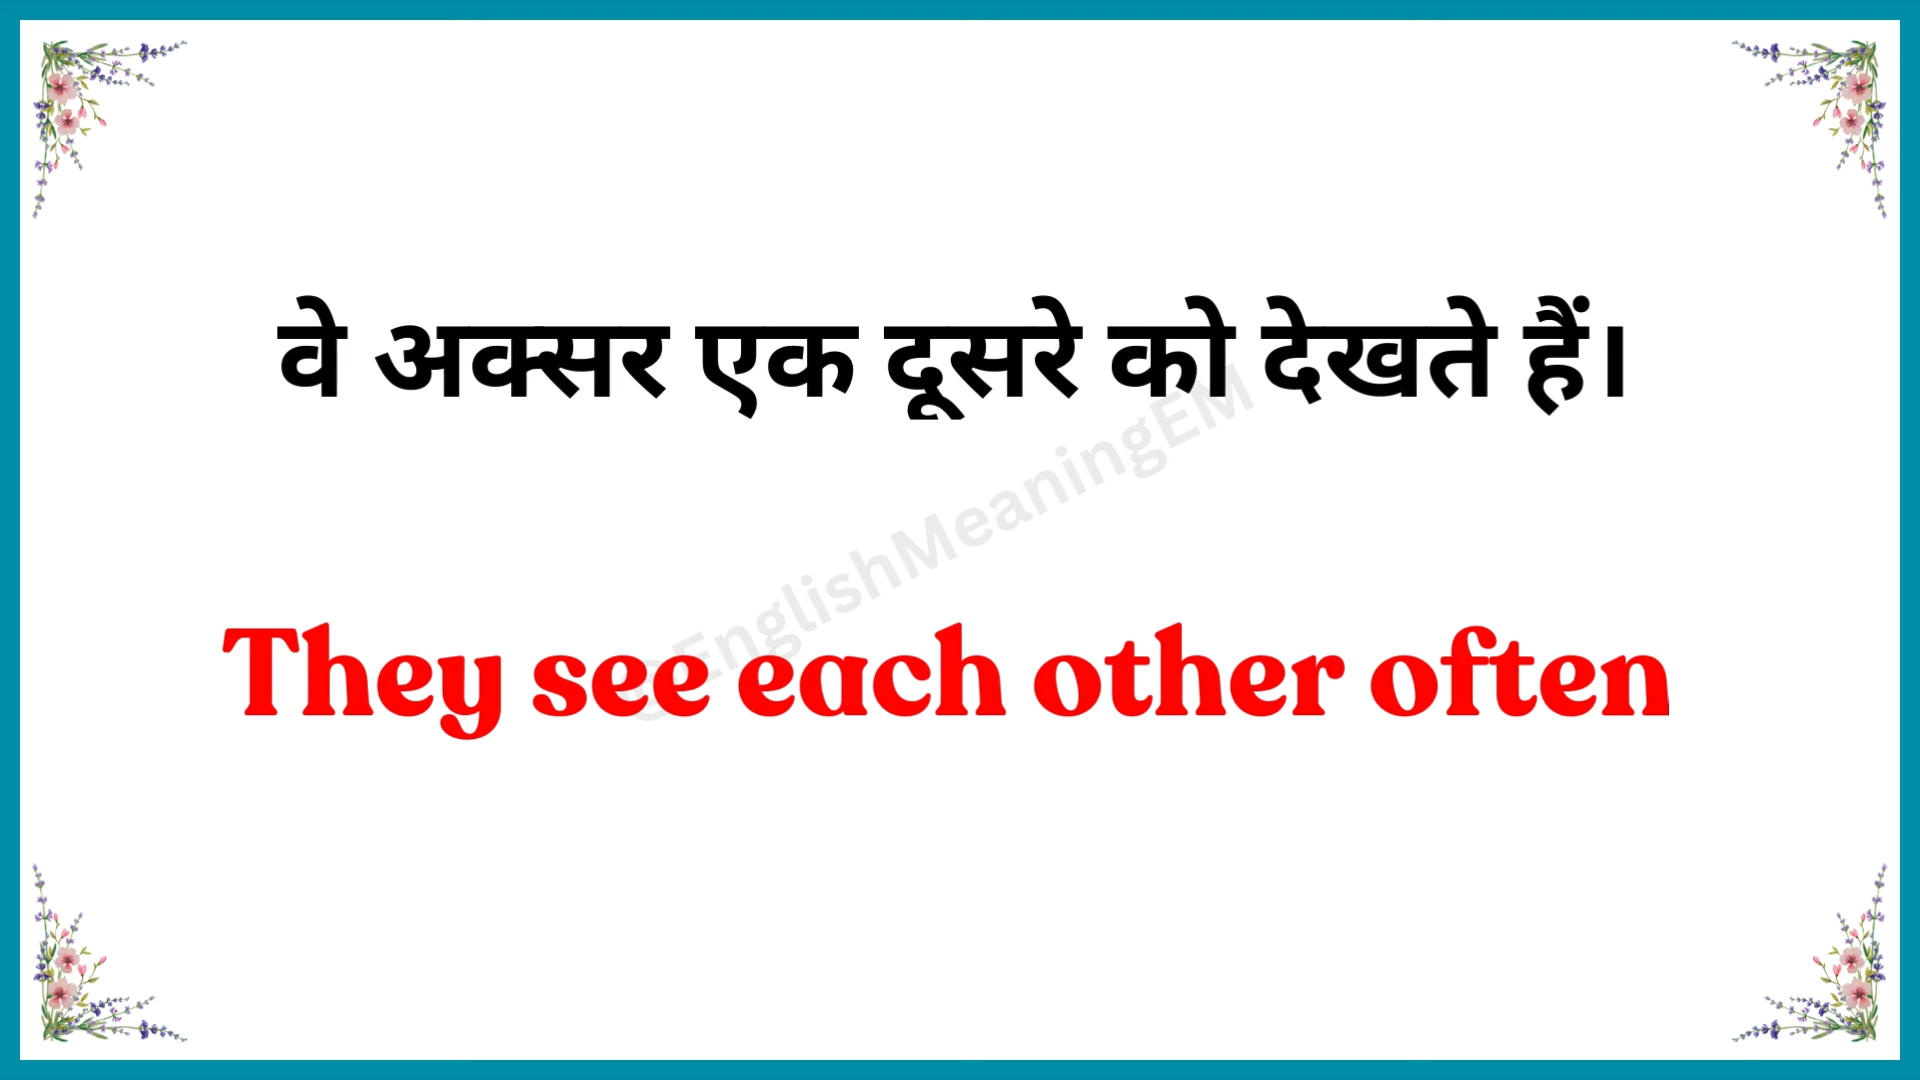 वे अक्सर एक दूसरे को देखते हैं।
©EnglishMeaningEM
They see each other often